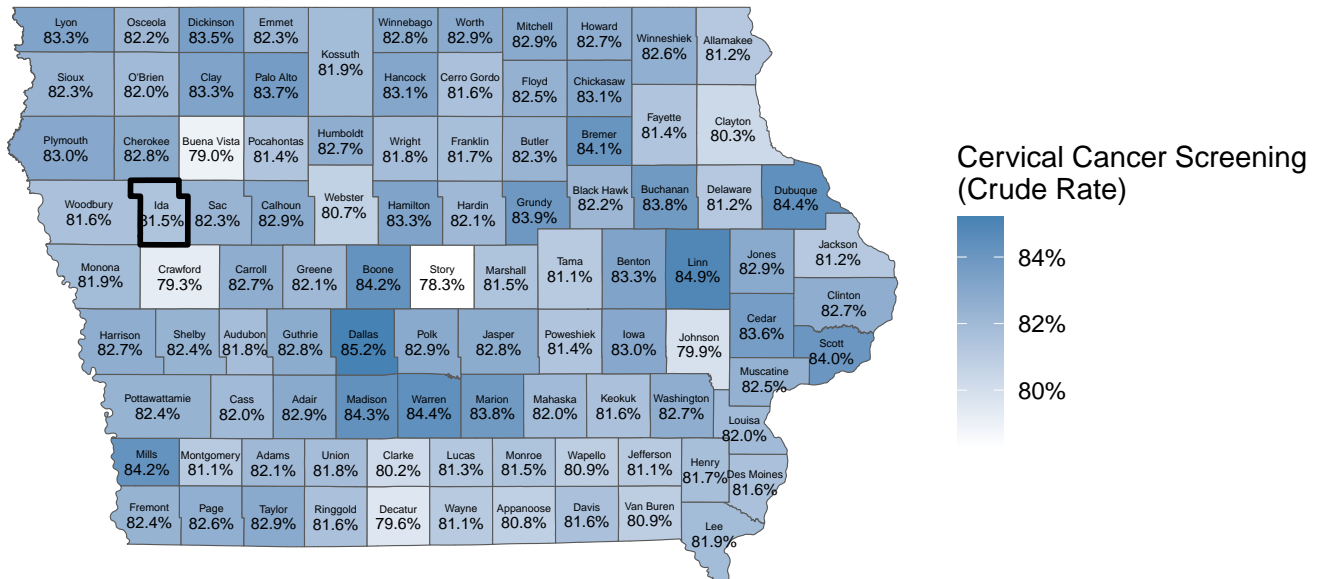 Lyon
83.3%
Osceola
82.2%
Dickinson
83.5%
Emmet
82.3%
Kossuth
81.9%
Winnebago
82.8%
Worth
82.9%
Mitchell
82.9%
Howard
82.7%
Winneshiek
82.6%
Allamakee
81.2%
Sioux
82.3%
O'Brien
82.0%
Clay
83.3%
Palo Alto
83.7%
Hancock
83.1%
Cerro Gordo
81.6%
Floyd
82.5%
Chickasaw
83.1%
Fayette
81.4%
Clayton
80.3%
Plymouth
83.0%
Cherokee
82.8%
Buena Vista
79.0%
Pocahontas
81.4%
Humboldt
82.7%
Wright
81.8%
Franklin
81.7%
Butler
82.3%
Bremer
84.1%
Woodbury
81.6%
Ida
81.5%
Sac
82.3%
Calhoun
82.9%
Webster
80.7%
Hamilton
83.3%
Hardin
82.1%
Grundy
83.9%
Black Hawk
82.2%
Buchanan
83.8%
Delaware
81.2%
Dubuque
84.4%
Monona
81.9%
Crawford
79.3%
Carroll
82.7%
Greene
82.1%
Boone
84.2%
Story
78.3%
Marshall
81.5%
Tama
81.1%
Benton
83.3%
Linn
84.9%
Jones
82.9%
Jackson
81.2%
Clinton
82.7%
Harrison
82.7%
Shelby
82.4%
Audubon
81.8%
Guthrie
82.8%
Dallas
85.2%
Polk
82.9%
Jasper
82.8%
Poweshiek
81.4%
Iowa
83.0%
Johnson
79.9%
Cedar
83.6%
Scott
84.0%
Muscatine
82.5%
Pottawattamie
82.4%
Cass
82.0%
Adair
82.9%
Madison
84.3%
Warren
84.4%
Marion
83.8%
Mahaska
82.0%
Keokuk
81.6%
Washington
82.7%
Louisa
82.0%
Mills
84.2%
Montgomery
81.1%
Adams
82.1%
Union
81.8%
Clarke
80.2%
Lucas
81.3%
Monroe
81.5%
Wapello
80.9%
Jefferson
81.1%
Henry
81.7%
Des Moines
81.6%
Fremont
82.4%
Page
82.6%
Taylor
82.9%
Ringgold
81.6%
Decatur
79.6%
Wayne
81.1%
Appanoose
80.8%
Davis
81.6%
Van Buren
80.9%
Lee
81.9%
Cervical Cancer Screening
(Crude Rate)
84%
82%
80%